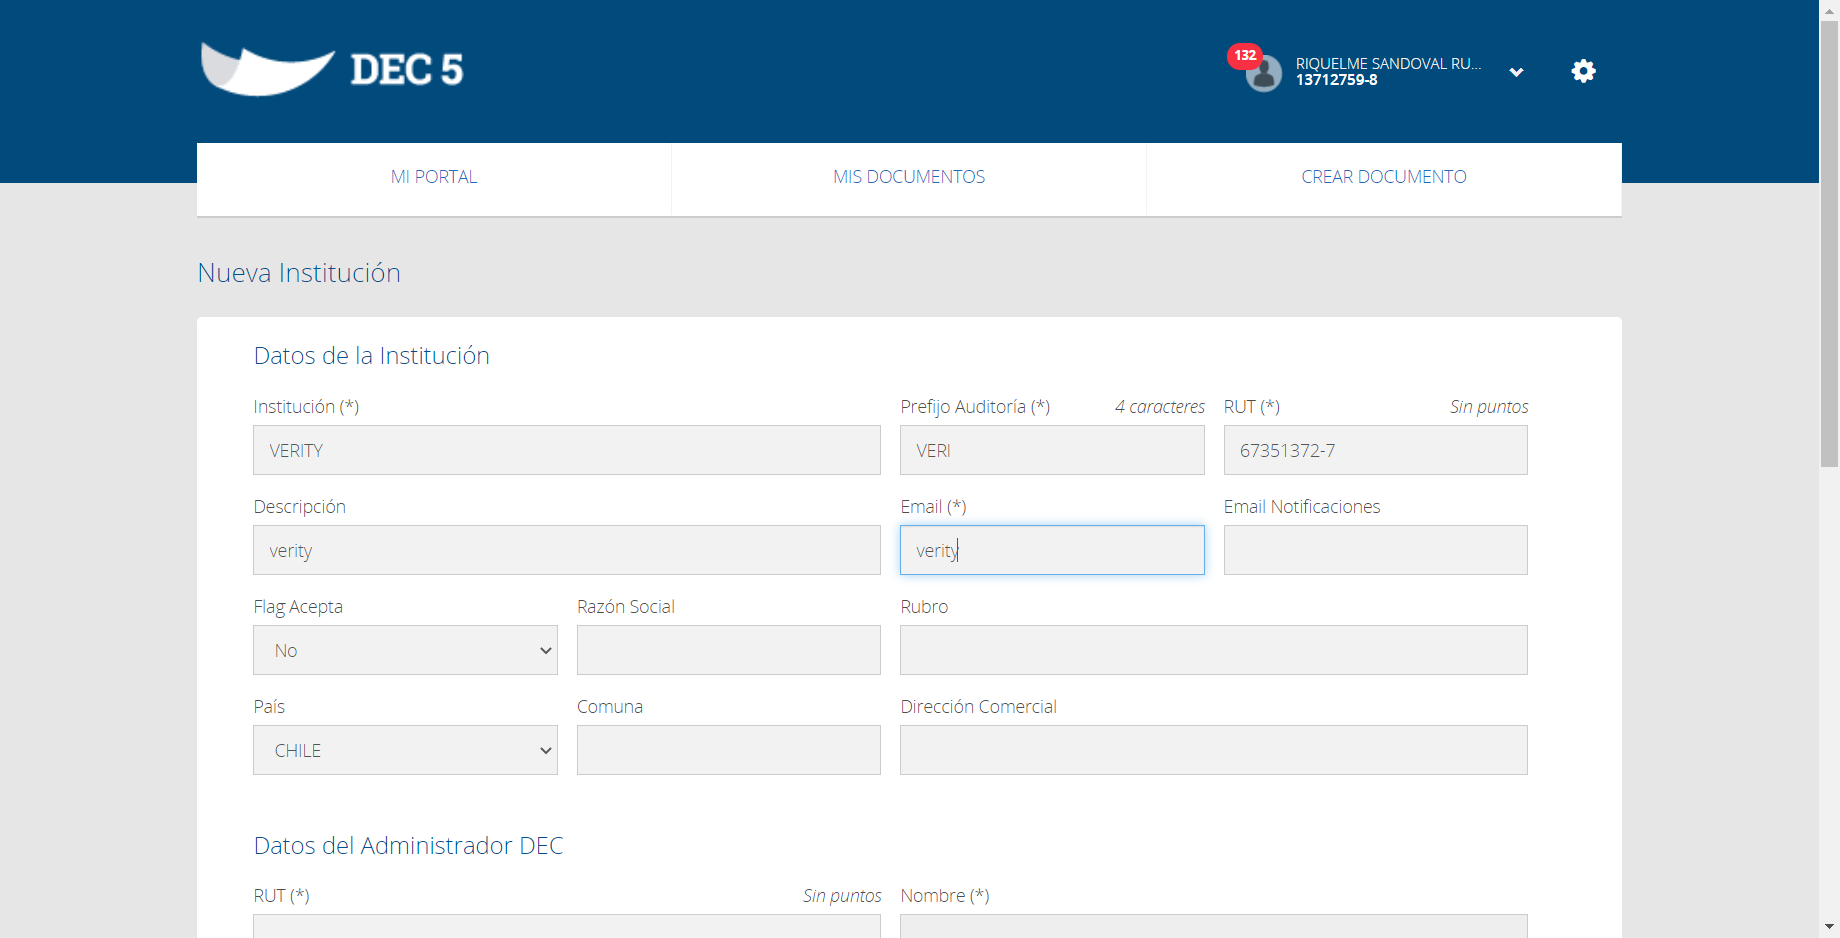 DEC 5
132
RIQUELME SANDOVAL RU...
13712759-8
MI PORTAL
MIS DOCUMENTOS
CREAR DOCUMENTO
Nueva Institución
Datos de la Institución
Institución (*)
Prefijo Auditoría (*) 4 caracteres
RUT (*) Sin puntos
VERITY
VERI
67351372-7
Descripción
Email (*)
Email Notificaciones
verity
verity
Flag Acepta
Razón Social
Rubro
No
País
Comuna
Dirección Comercial
CHILE
Datos del Administrador DEC
RUT (*) Sin puntos
Nombre (*)